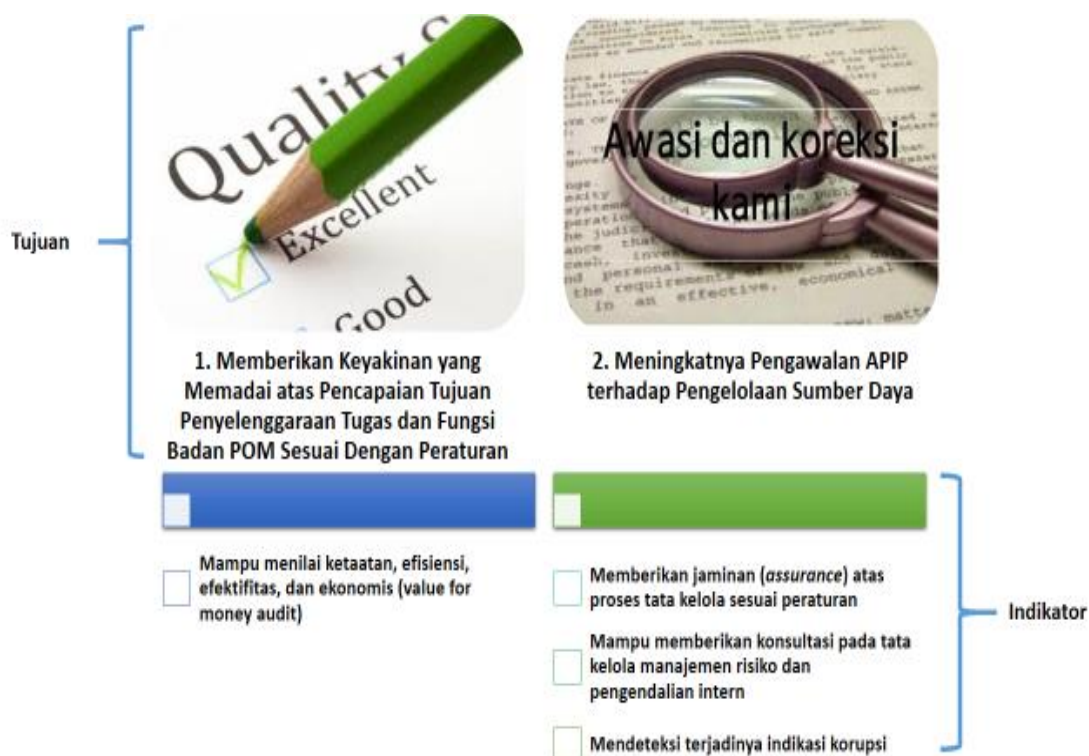 Tujuan
Quality S
Excellent
Good
Awasi dan koreksi
kami
1. Memberikan Keyakinan yang
Memadai atas Pencapaian Tujuan
Penyelenggaraan Tugas dan Fungsi
Badan POM Sesuai Dengan Peraturan
2. Meningkatnya Pengawalan APIP
terhadap Pengelolaan Sumber Daya
Mampu menilai ketaatan, efisiensi,
efektifitas, dan ekonomis (value for
money audit)
Memberikan jaminan (assurance) atas
proses tata kelola sesuai peraturan
Mampu memberikan konsultasi pada tata
kelola manajemen risiko dan
pengendalian intern
Mendeteksi terjadinya indikasi korupsi
Indikator